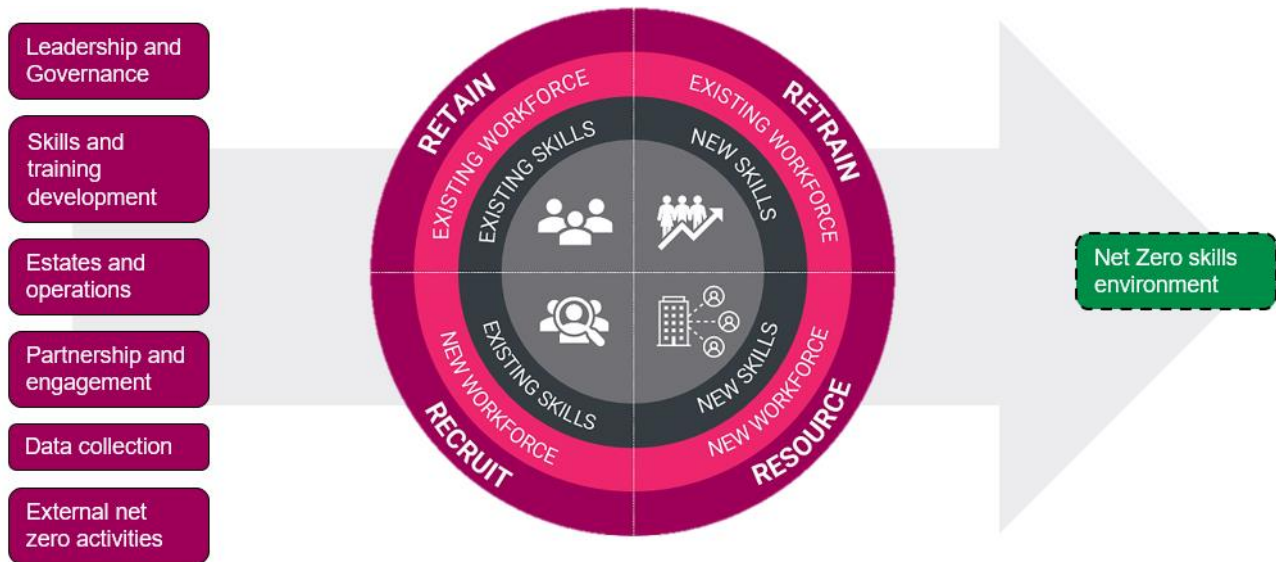 Leadership and
Governance
Skills and
training
development
Estates and
operations
Partnership and
engagement
Data collection
External net
zero activities
RETAIN
EXISTING WORKFORCE
EXISTING SKILLS
RETRAIN
EXISTING WORKFORCE
NEW SKILLS
RECRUIT
NEW WORKFORCE
EXISTING SKILLS
RESOURCE
NEW WORKFORCE
NEW SKILLS
Net Zero skills
environment